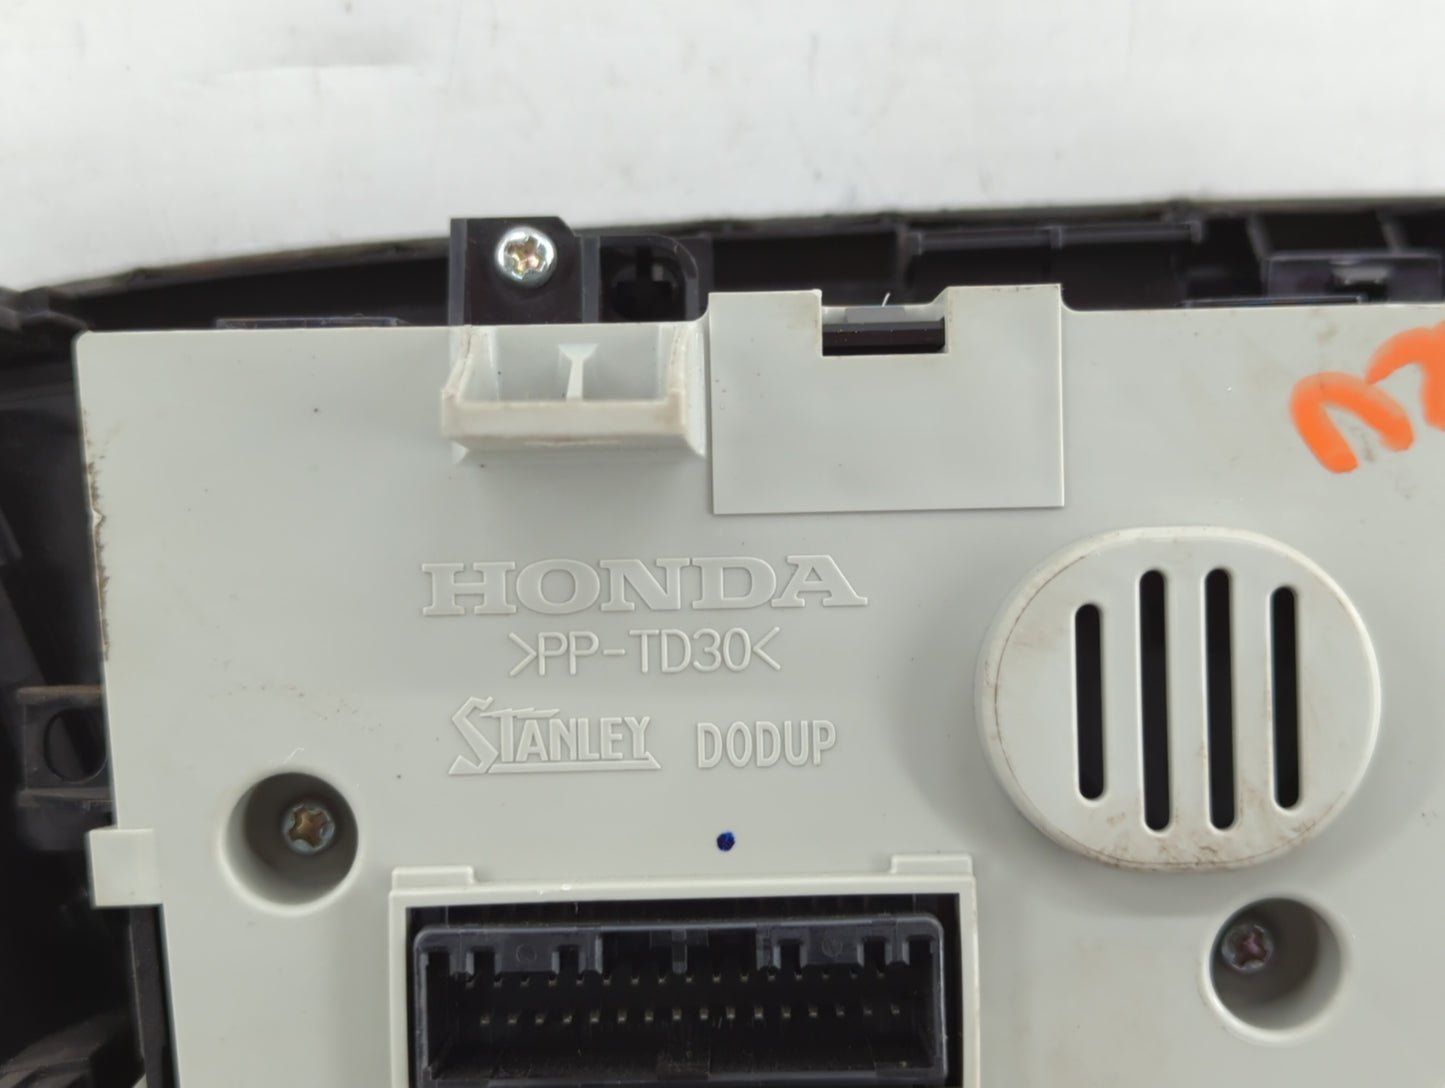 HONDA
>PP-TD30<
STANLEY DODUP